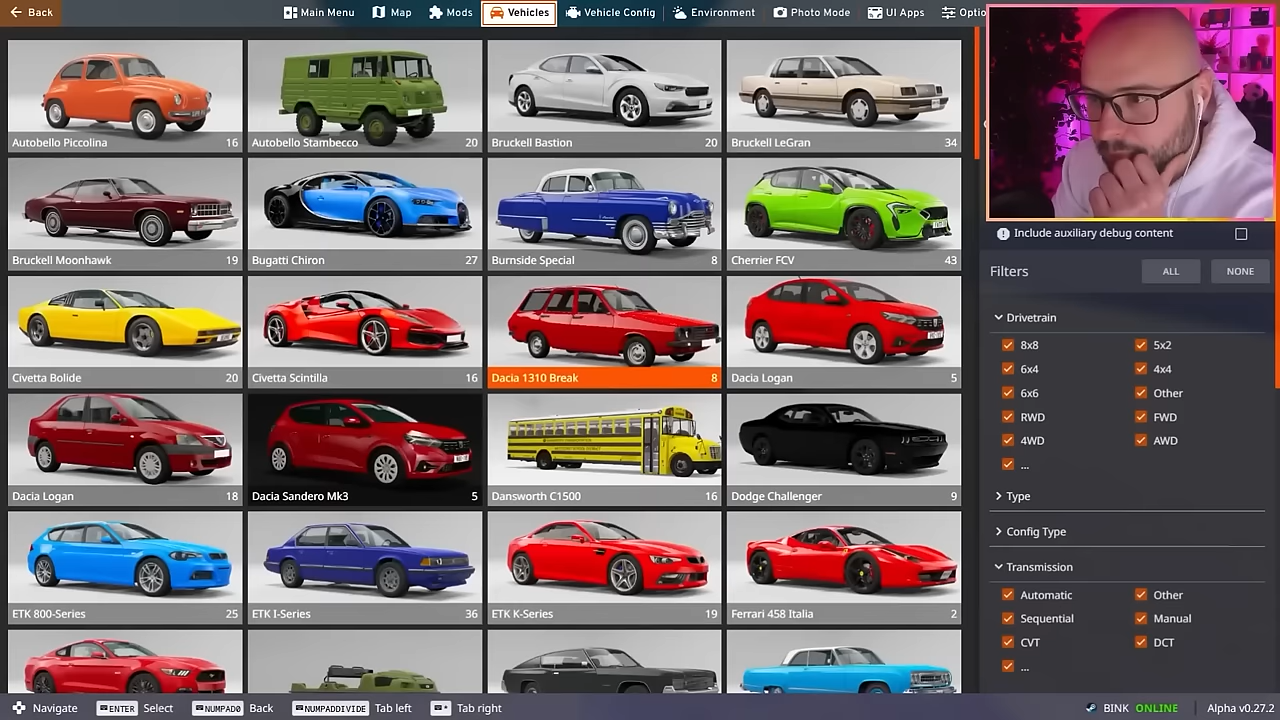 Back
Main Menu
Map
Mods
Vehicles
Vehicle Config
Environment
Photo Mode
UI Apps
Optio
Autobello Piccolina 16
Autobello Stambecco 20
Bruckell Bastion 20
Bruckell LeGran 34
Bruckell Moonhawk 19
Bugatti Chiron 27
Burnside Special 8
Cherrier FCV 43
Civetta Bolide 20
Civetta Scintilla 16
Dacia 1310 Break 8
Dacia Logan 5
Dacia Logan 18
Dacia Sandero Mk3 5
Dansworth C1500 16
Dodge Challenger 9
ETK 800-Series 25
ETK I-Series 36
ETK K-Series 19
Ferrari 458 Italia 2
Include auxiliary debug content
Filters
ALL
NONE
Drivetrain
8x8 5x2
6x4 4x4
6x6 Other
RWD FWD
4WD AWD
...
Type
Config Type
Transmission
Automatic Other
Sequential Manual
CVT DCT
...
Navigate
ENTER Select
NUMPAD0 Back
NUMPADDIVIDE Tab left
* Tab right
BINK ONLINE
Alpha v0.27.2